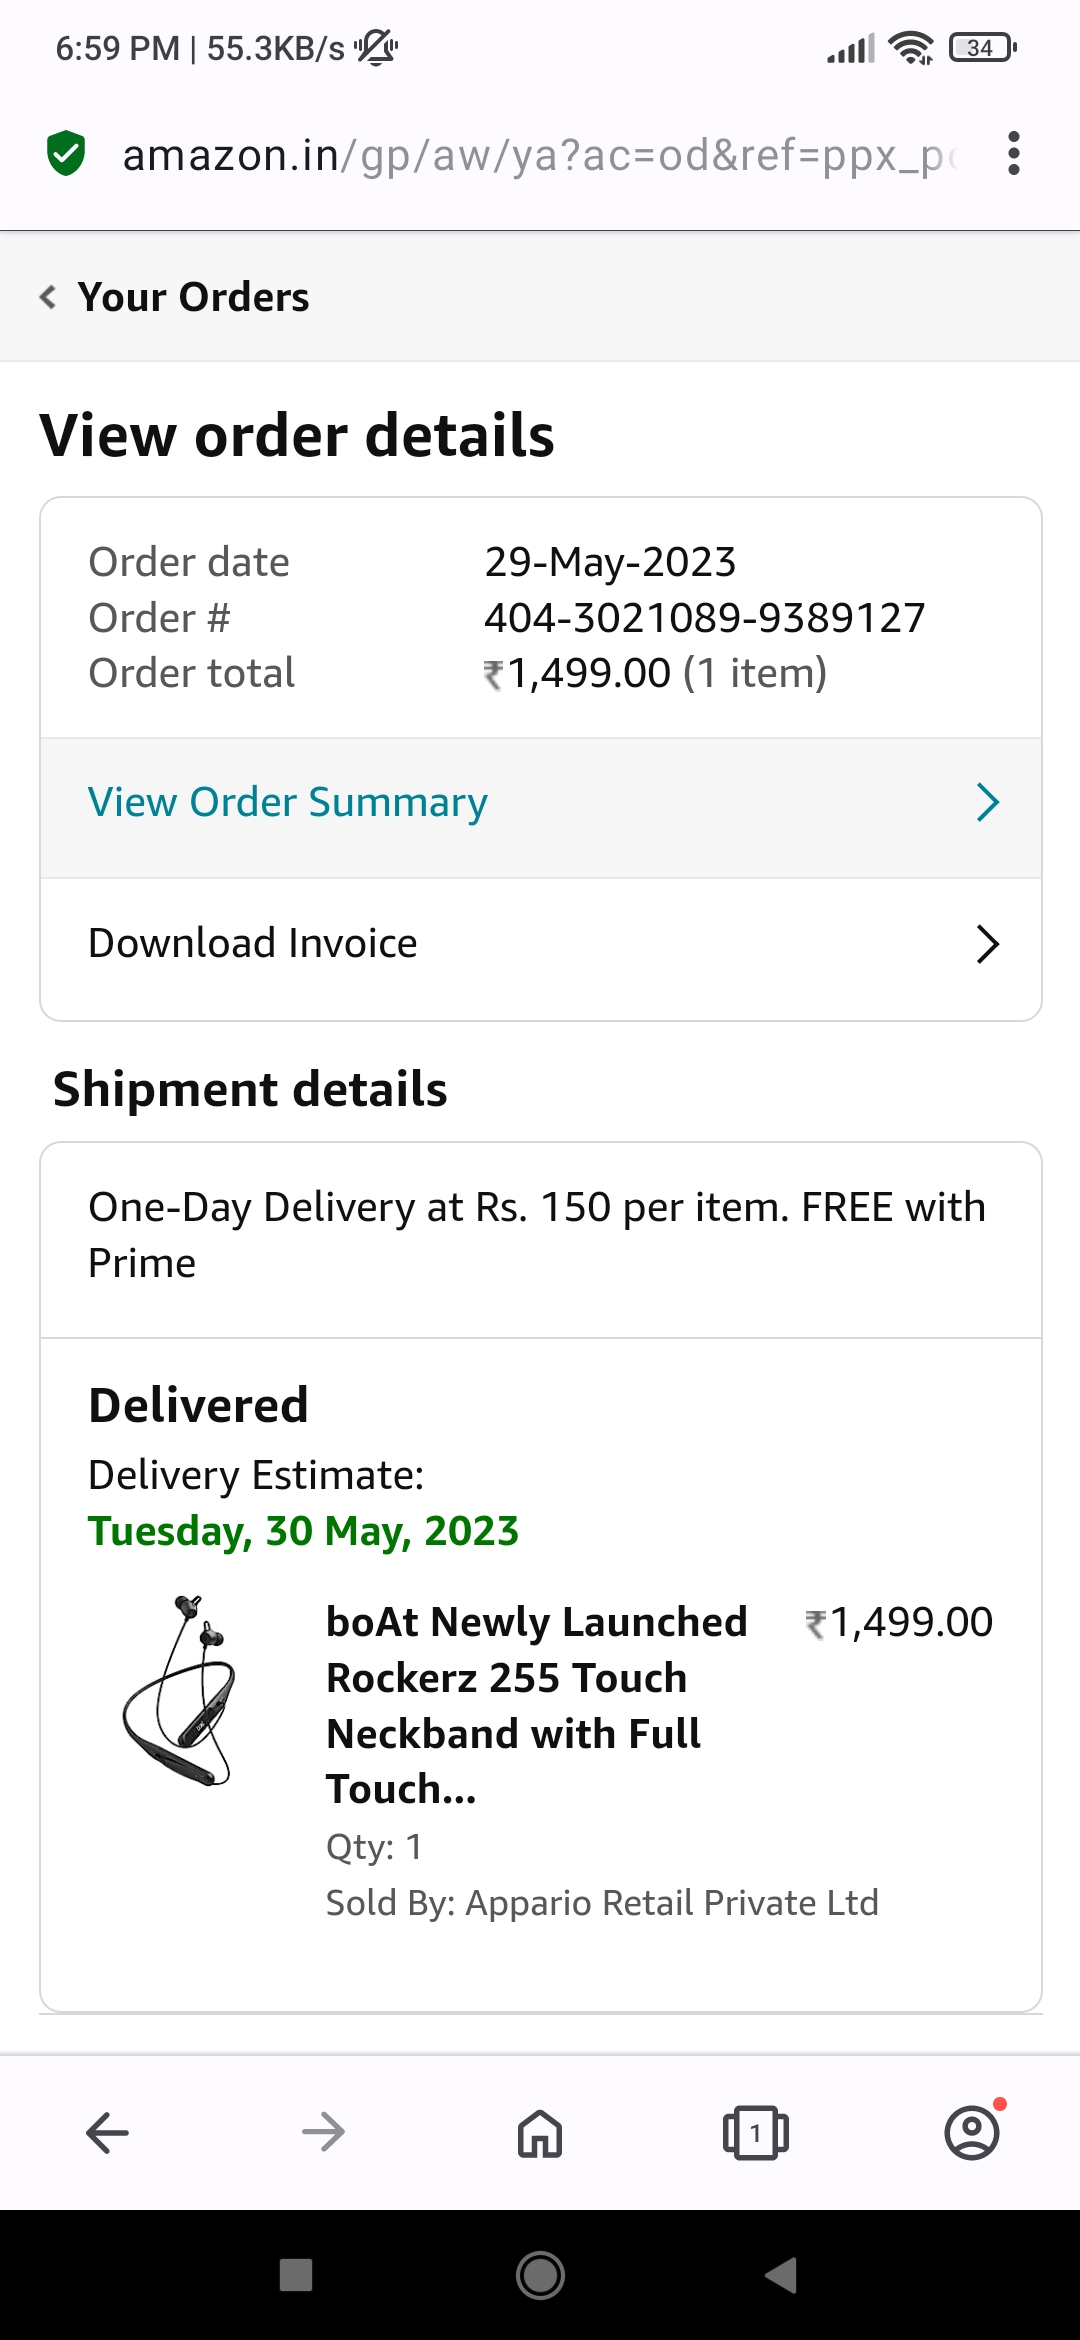 6:59 PM | 55.3KB/s
34
amazon.in/gp/aw/ya?ac=od&ref=ppx_p
Your Orders
View order details
Order date 29-May-2023
Order # 404-3021089-9389127
Order total ₹1,499.00 (1 item)
View Order Summary
Download Invoice
Shipment details
One-Day Delivery at Rs. 150 per item. FREE with
Prime
Delivered
Delivery Estimate:
Tuesday, 30 May, 2023
boAt Newly Launched ₹1,499.00
Rockerz 255 Touch
Neckband with Full
Touch...
Qty: 1
Sold By: Appario Retail Private Ltd
1